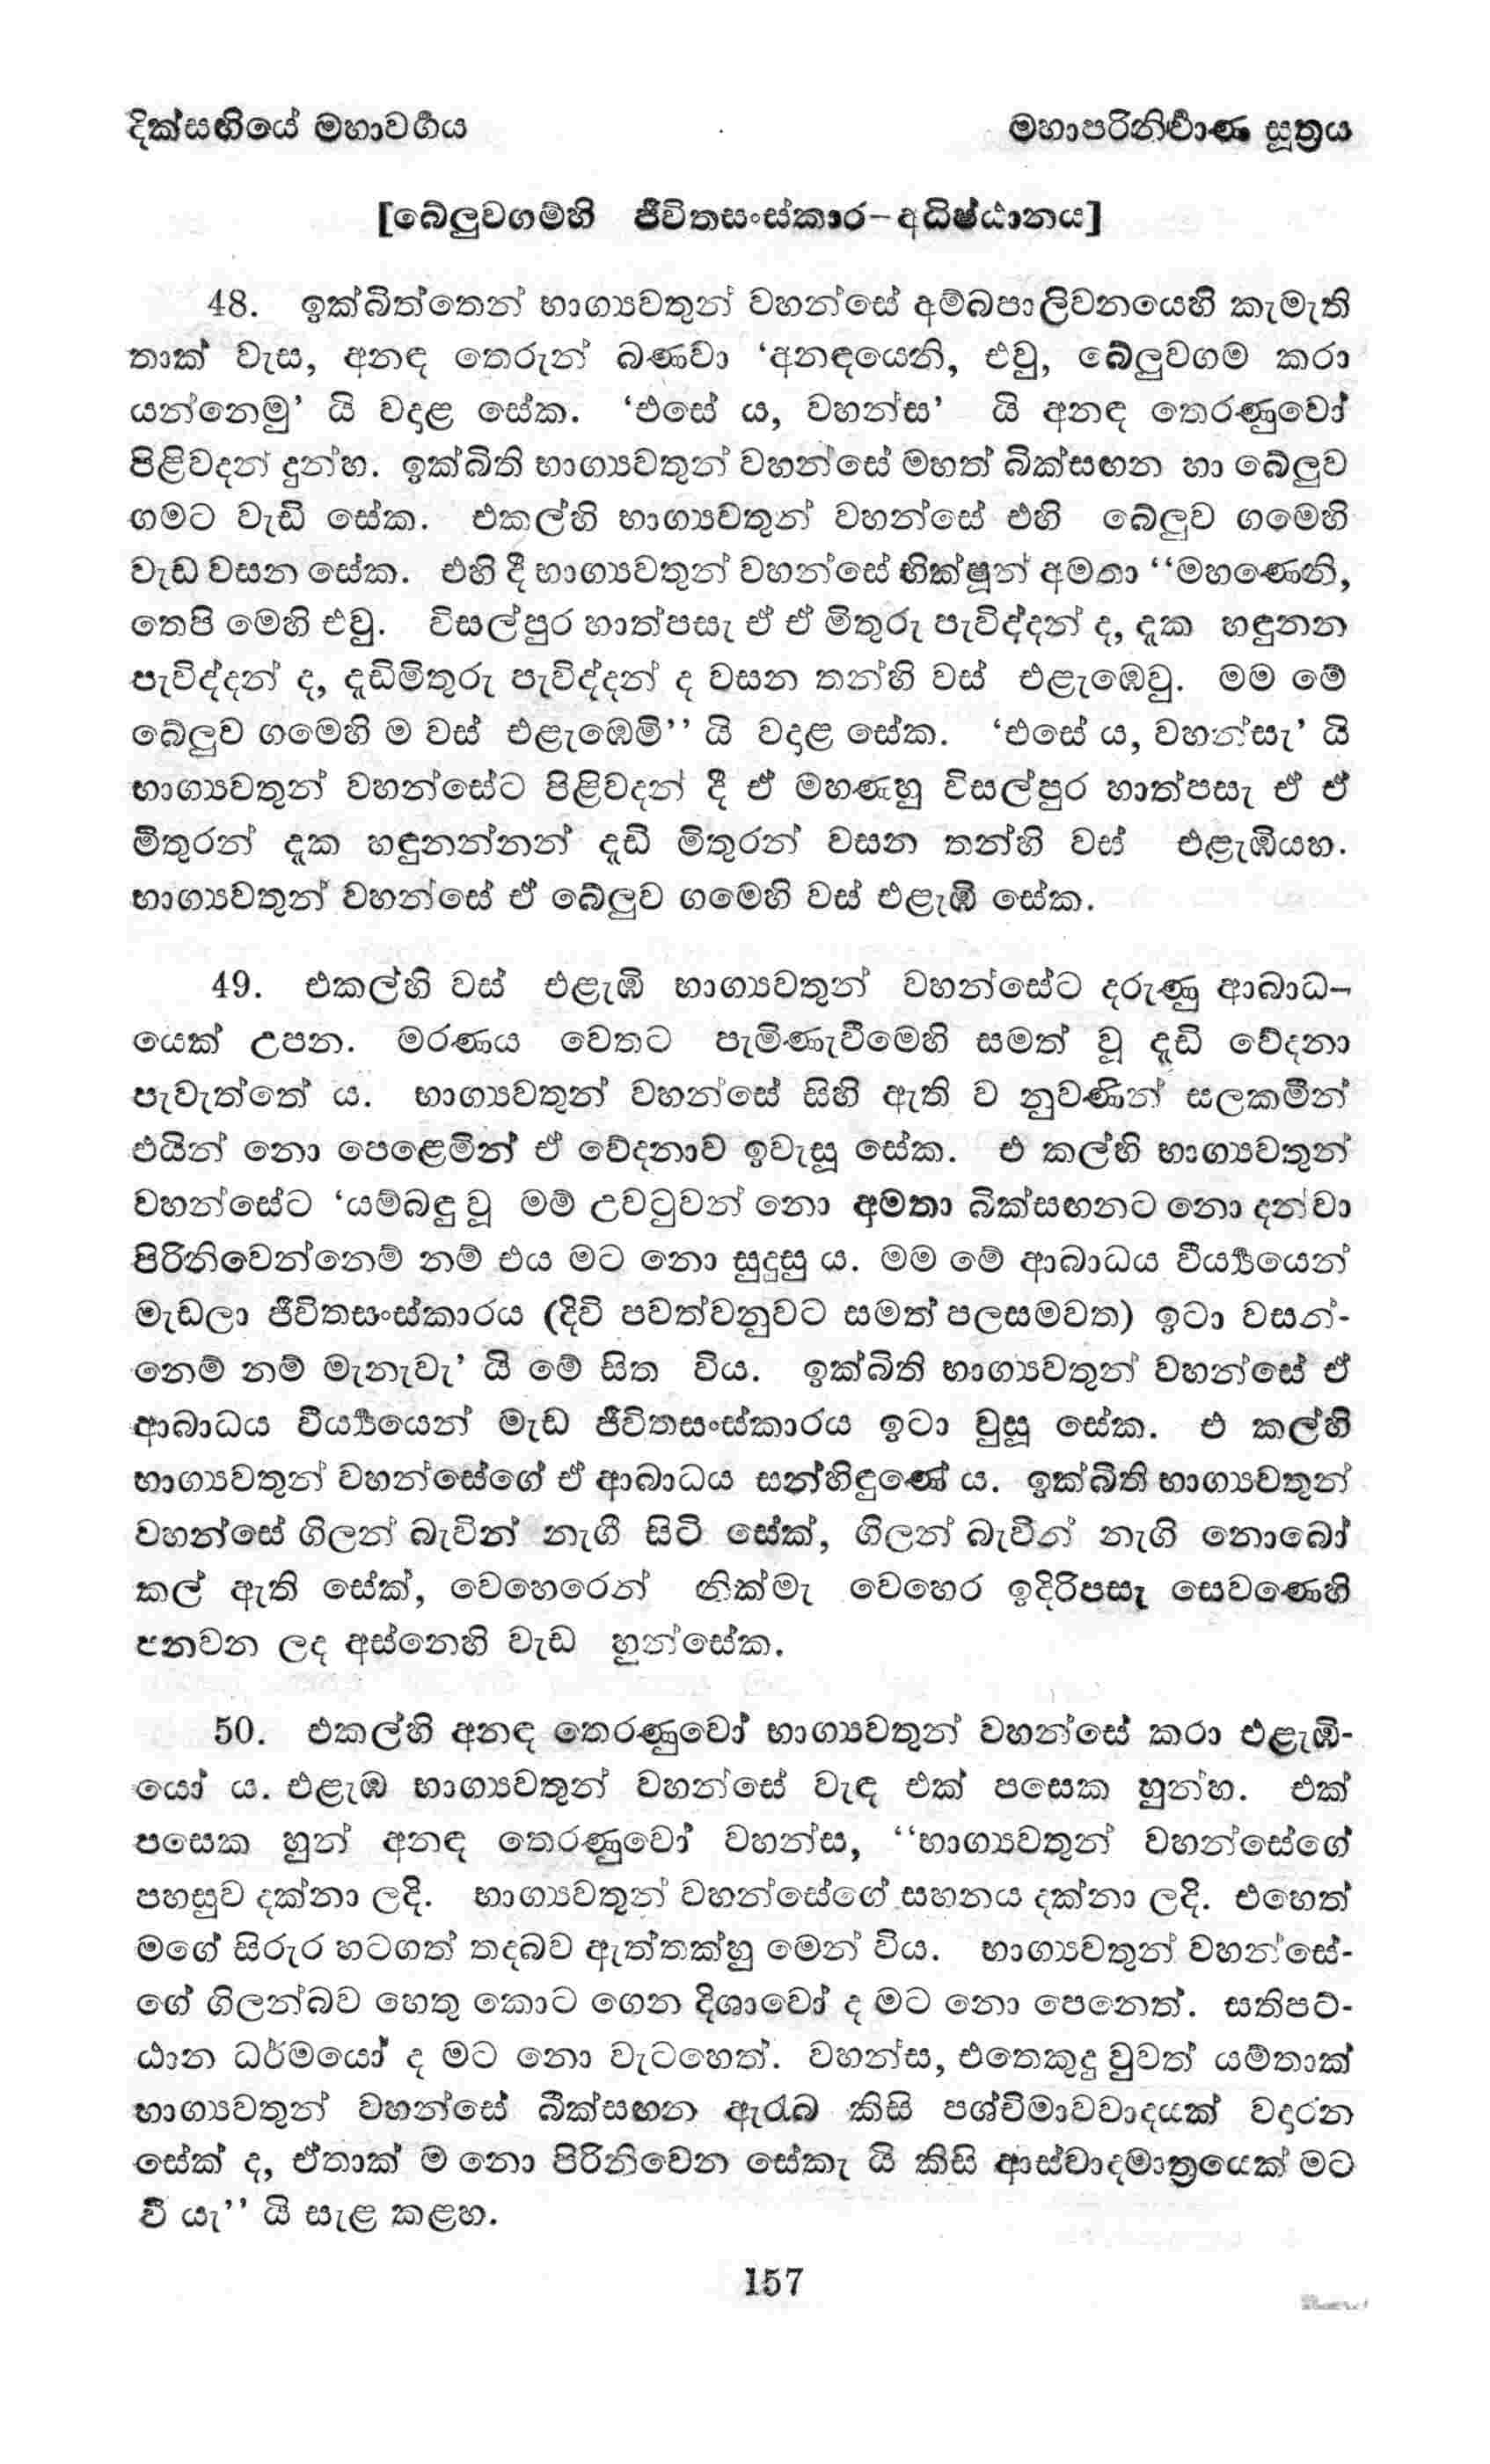 දික්සඟියේ මහාවර්‍ගය
මහාපරිනිර්‍වාණ සූත්‍රය
[බේලුවගම්හි ජීවිතසංස්කාර-අධිෂ්ඨානය]
48. ඉක්බිත්තෙන් භාග්‍යවතුන් වහන්සේ අම්බපාලිවනයෙහි කැමැති
තාක් වැස, අනඳ තෙරුන් බණවා ‘අනඳයෙනි, එවු, බේලුවගම කරා
යන්නෙමු’ යි වදාළ සේක. ‘එසේ ය, වහන්ස’ යි අනඳ තෙරණුවෝ
පිළිවදන් දුන්හ. ඉක්බිති භාග්‍යවතුන් වහන්සේ මහත් බික්සඟන හා බේලුව
ගමට වැඩි සේක. එකල්හි භාග්‍යවතුන් වහන්සේ එහි බේලුව ගමෙහි
වැඩ වසන සේක. එහි දී භාග්‍යවතුන් වහන්සේ භික්ෂූන් අමතා “මහණෙනි,
තෙපි මෙහි එවු. විසල්පුර හාත්පසැ ඒ ඒ මිතුරු පැවිද්දන් ද, දැක හඳුනන
පැවිද්දන් ද, දැඩිමිතුරු පැවිද්දන් ද වසන තන්හි වස් එළැඹෙවු. මම මේ
බේලුව ගමෙහි ම වස් එළැඹෙමි” යි වදාළ සේක. ‘එසේ ය, වහන්සැ’ යි
භාග්‍යවතුන් වහන්සේට පිළිවදන් දී ඒ මහණහු විසල්පුර හාත්පසැ ඒ ඒ
මිතුරන් දැක හඳුනන්නන් දැඩි මිතුරන් වසන තන්හි වස් එළැඹියහ.
භාග්‍යවතුන් වහන්සේ ඒ බේලුව ගමෙහි වස් එළැඹි සේක.
49. එකල්හි වස් එළැඹි භාග්‍යවතුන් වහන්සේට දරුණු ආබාධ-
යෙක් උපන. මරණය වෙතට පැමිණැවීමෙහි සමත් වූ දැඩි වේදනා
පැවැත්තේ ය. භාග්‍යවතුන් වහන්සේ සිහි ඇති ව නුවණින් සලකමින්
එයින් නො පෙළෙමින් ඒ වේදනාව ඉවැසූ සේක. එ කල්හි භාග්‍යවතුන්
වහන්සේට ‘යම්බඳු වූ මම් උවටුවන් නො අමතා බික්සඟනට නො දන්වා
පිරිනිවෙන්නෙම් නම් එය මට නො සුදුසු ය. මම මේ ආබාධය වීර්‍ය්‍යයෙන්
මැඩලා ජීවිතසංස්කාරය (දිවි පවත්වනුවට සමත් පලසමවත) ඉටා වසන්-
නෙම් නම් මැනැවැ’ යි මේ සිත විය. ඉක්බිති භාග්‍යවතුන් වහන්සේ ඒ
ආබාධය වීර්‍ය්‍යයෙන් මැඩ ජීවිතසංස්කාරය ඉටා වුසූ සේක. එ කල්හි
භාග්‍යවතුන් වහන්සේගේ ඒ ආබාධය සන්හිඳුණේ ය. ඉක්බිති භාග්‍යවතුන්
වහන්සේ ගිලන් බැවින් නැගී සිටි සේක්, ගිලන් බැවින් නැගි නොබෝ
කල් ඇති සේක්, වෙහෙරෙන් නික්මැ වෙහෙර ඉදිරිපසැ සෙවණෙහි
පනවන ලද අස්නෙහි වැඩ හුන්සේක.
50. එකල්හි අනඳ තෙරණුවෝ භාග්‍යවතුන් වහන්සේ කරා එළැඹි-
යෝ ය. එළැඹ භාග්‍යවතුන් වහන්සේ වැඳ එක් පසෙක හුන්හ. එක්
පසෙක හුන් අනඳ තෙරණුවෝ වහන්ස, “භාග්‍යවතුන් වහන්සේගේ
පහසුව දක්නා ලදි. භාග්‍යවතුන් වහන්සේගේ සහනය දක්නා ලදි. එහෙත්
මගේ සිරුර හටගත් තදබව ඇත්තක්හු මෙන් විය. භාග්‍යවතුන් වහන්සේ-
ගේ ගිලන්බව හෙතු කොට ගෙන දිශාවෝ ද මට නො පෙනෙත්. සතිපට්-
ඨාන ධර්මයෝ ද මට නො වැටහෙත්. වහන්ස, එතෙකුදු වුවත් යම්තාක්
භාග්‍යවතුන් වහන්සේ බික්සඟන ඇරැබ කිසි පශ්චිමාවවාදයක් වදාරන
සේක් ද, ඒතාක් ම නො පිරිනිවෙන සේකැ යි කිසි ආස්වාදමාත්‍රයෙක් මට
වී යැ” යි සැළ කළහ.
157